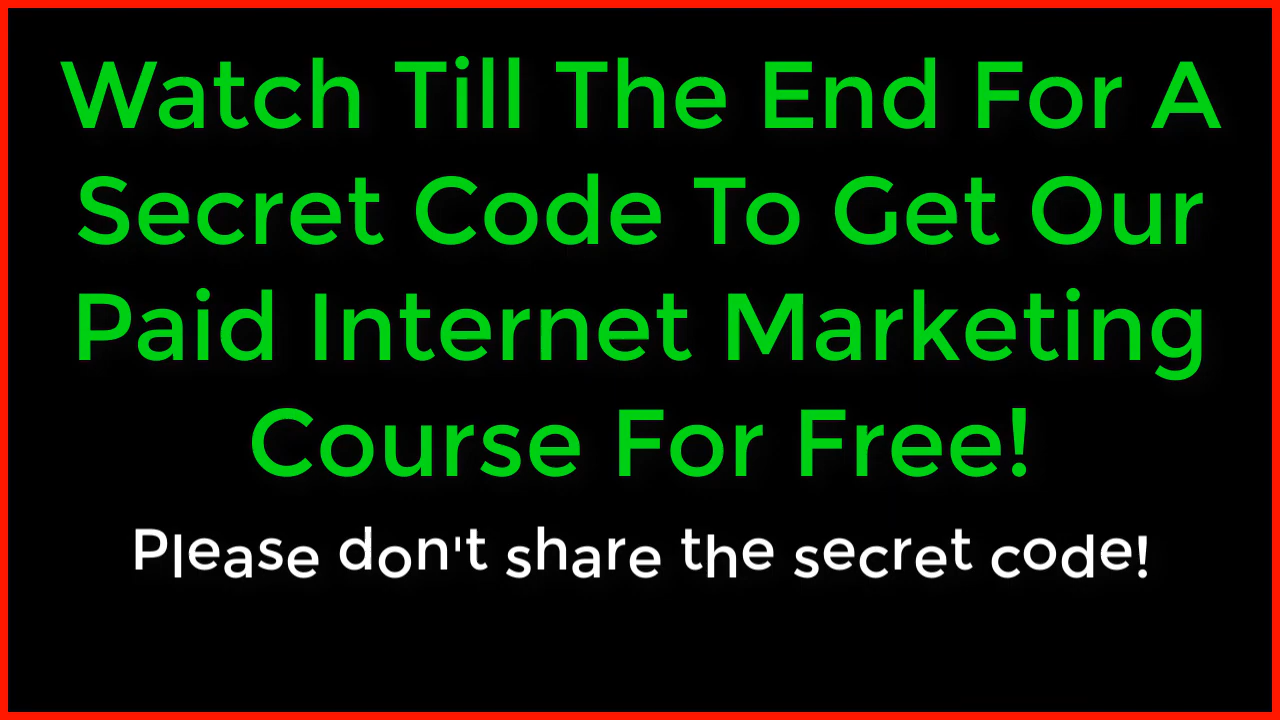 Watch Till The End For A
Secret Code To Get Our
Paid Internet Marketing
Course For Free!
Please don't share the secret code!